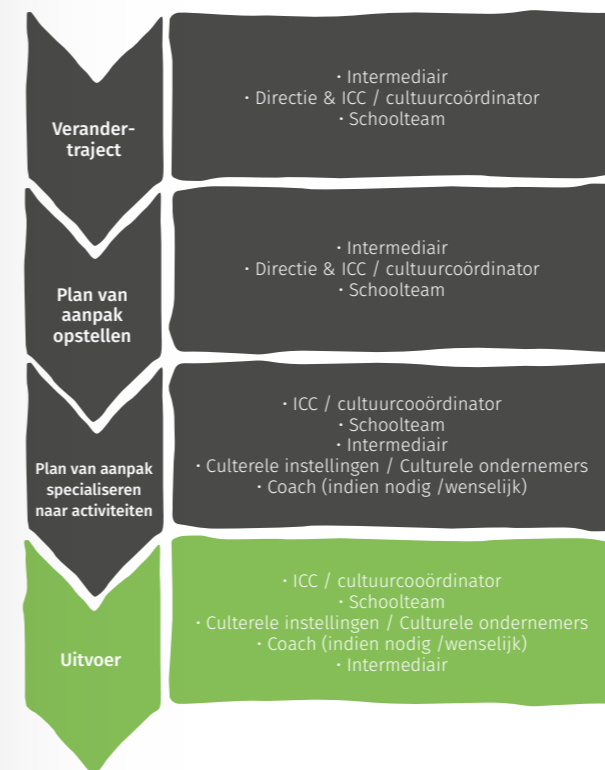 Verander-
traject
· Intermediair
· Directie & ICC / cultuurcoördinator
· Schoolteam
Plan van
aanpak
opstellen
· Intermediair
· Directie & ICC / cultuurcoördinator
· Schoolteam
Plan van aanpak
specialiseren
naar activiteiten
· ICC / cultuurcooördinator
· Schoolteam
· Intermediair
· Culterele instellingen / Culturele ondernemers
· Coach (indien nodig /wenselijk)
Uitvoer
· ICC / cultuurcooördinator
· Schoolteam
· Culterele instellingen / Culturele ondernemers
· Coach (indien nodig /wenselijk)
· Intermediair